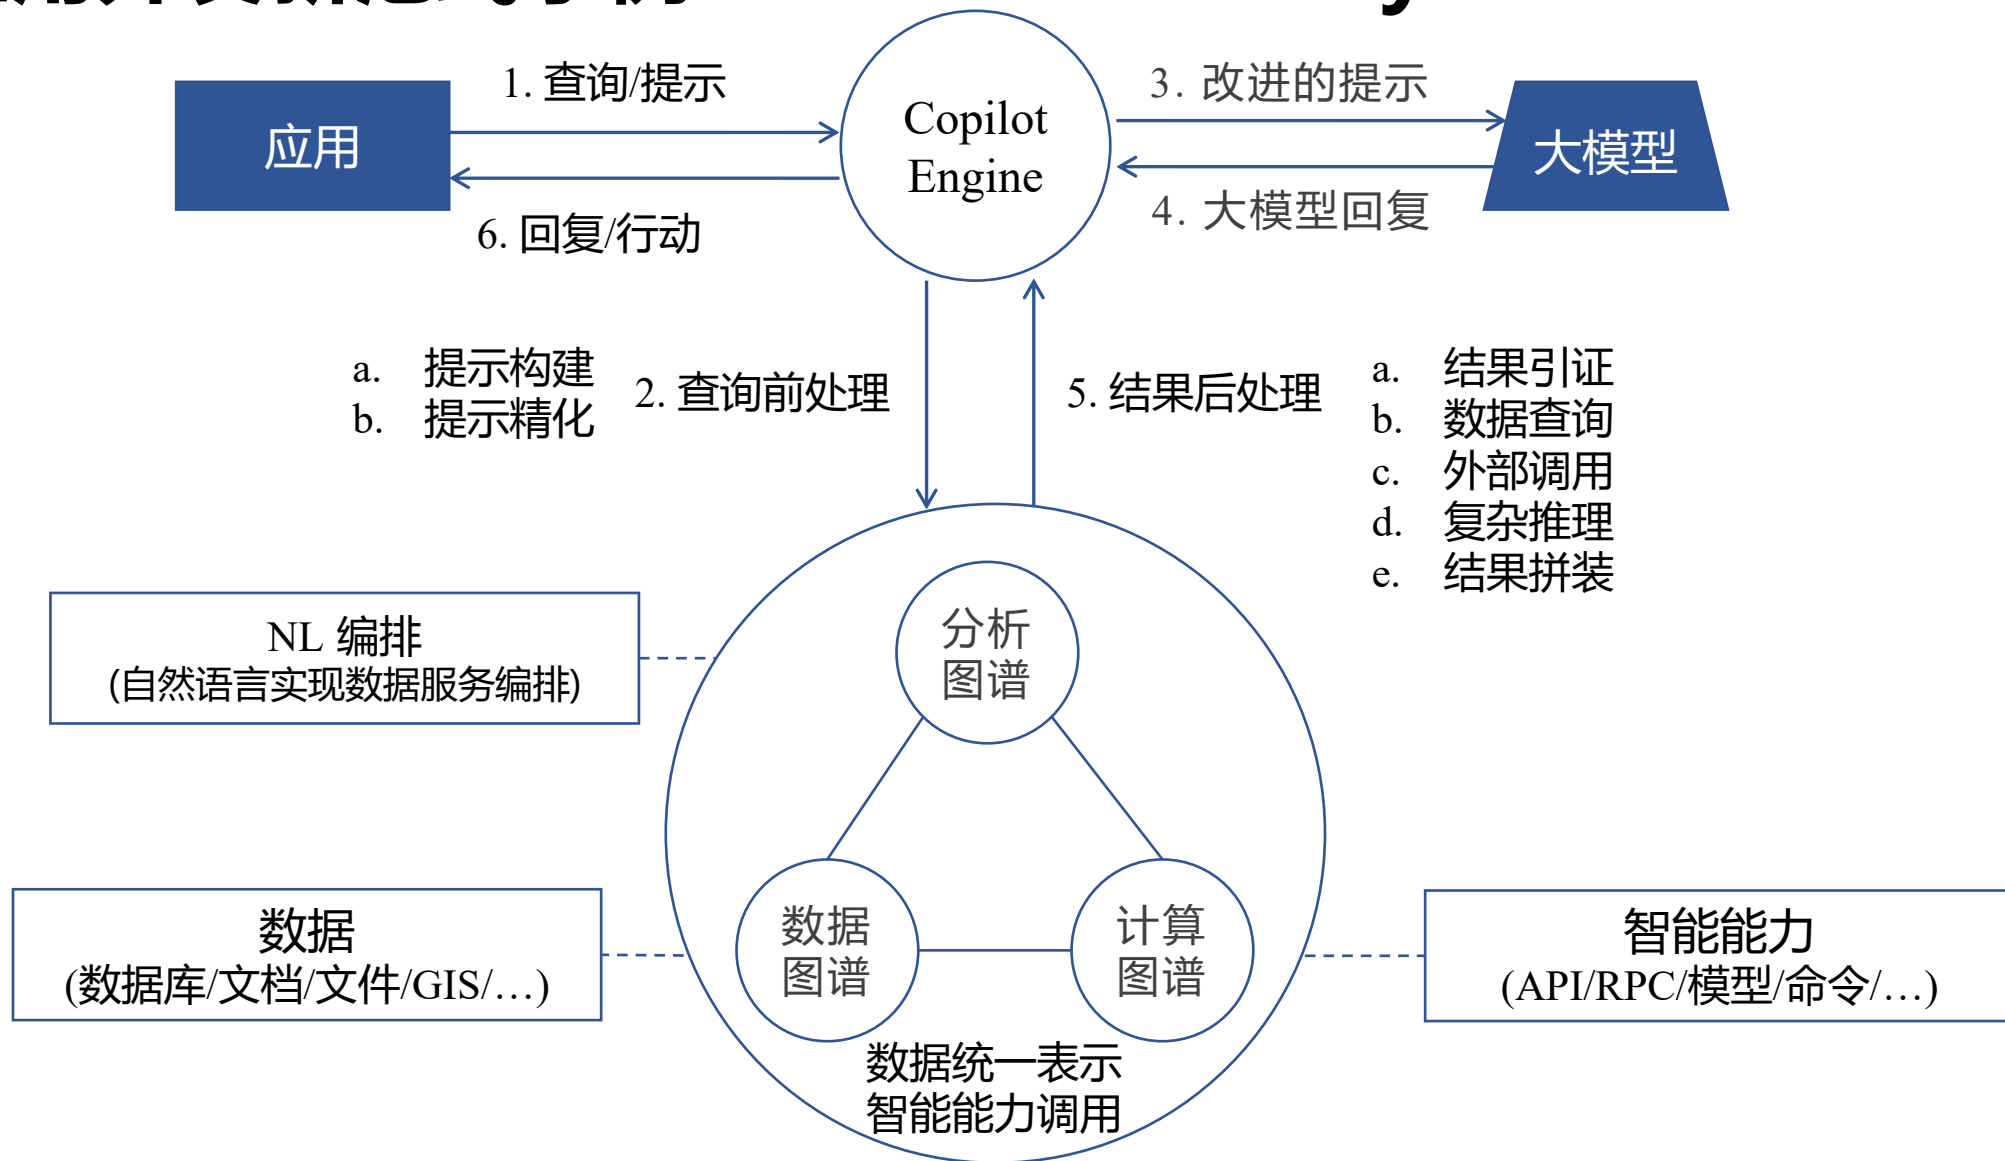 1. 查询/提示
3. 改进的提示
应用
Copilot
Engine
大模型
6. 回复/行动
4. 大模型回复
a. 提示构建
b. 提示精化
2. 查询前处理
5. 结果后处理
a. 结果引证
b. 数据查询
c. 外部调用
d. 复杂推理
e. 结果拼装
NL 编排
(自然语言实现数据服务编排)
分析
图谱
数据
(数据库/文档/文件/GIS/…)
数据
图谱
计算
图谱
智能能力
(API/RPC/模型/命令/…)
数据统一表示
智能能力调用